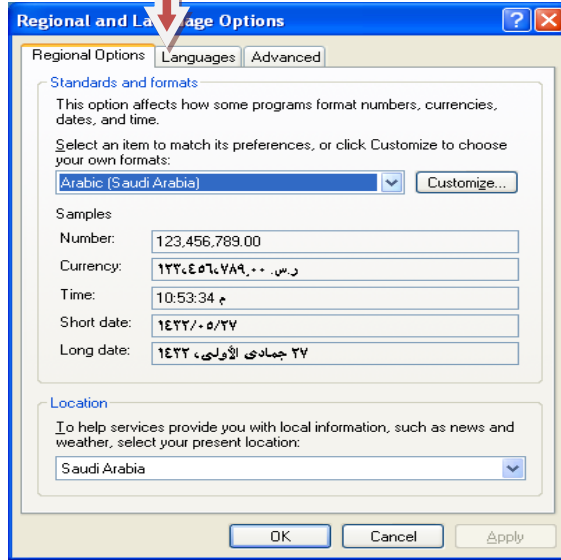 Regional and La age Options
Regional Options Languages Advanced
Standards and formats
This option affects how some programs format numbers, currencies,
dates, and time.
Select an item to match its preferences, or click Customize to choose
your own formats:
Arabic (Saudi Arabia) Customize...
Samples
Number: 123,456,789.00
Currency: ر.س. ١٢٣،٤٥٦،٧٨٩,٠٠
Time: 10:53:34 م
Short date: ١٤٣٢/٠٥/٢٧
Long date: ٢٧ جمادى الأولى، ١٤٣٢
Location
To help services provide you with local information, such as news and
weather, select your present location:
Saudi Arabia
OK Cancel Apply